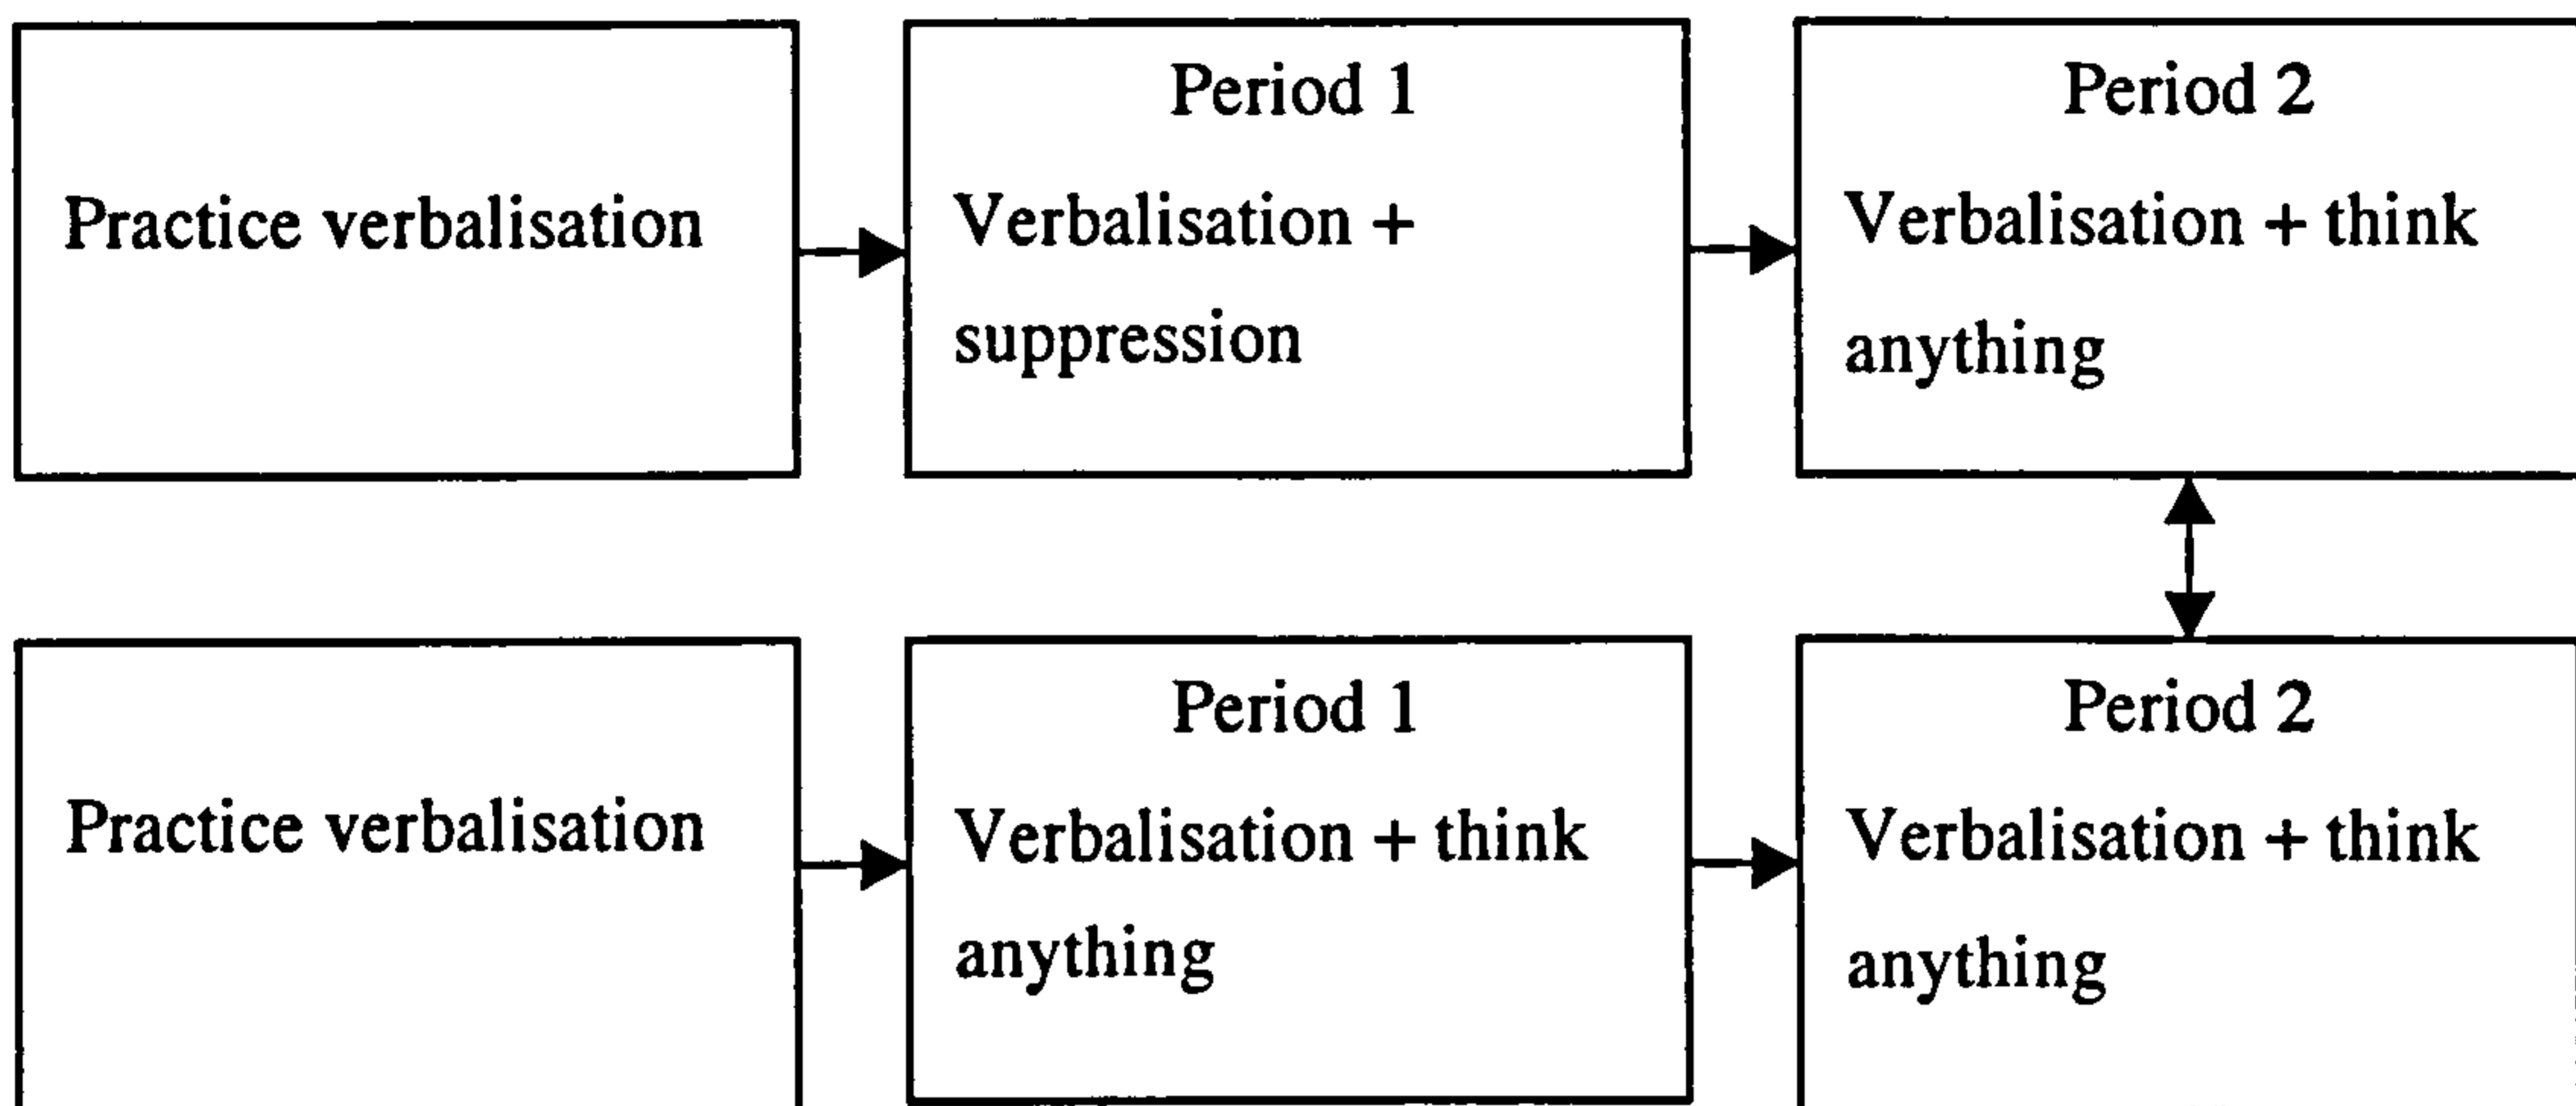 Practice verbalisation
Period 1
Verbalisation +
suppression
Period 2
Verbalisation + think
anything
Practice verbalisation
Period 1
Verbalisation + think
anything
Period 2
Verbalisation + think
anything